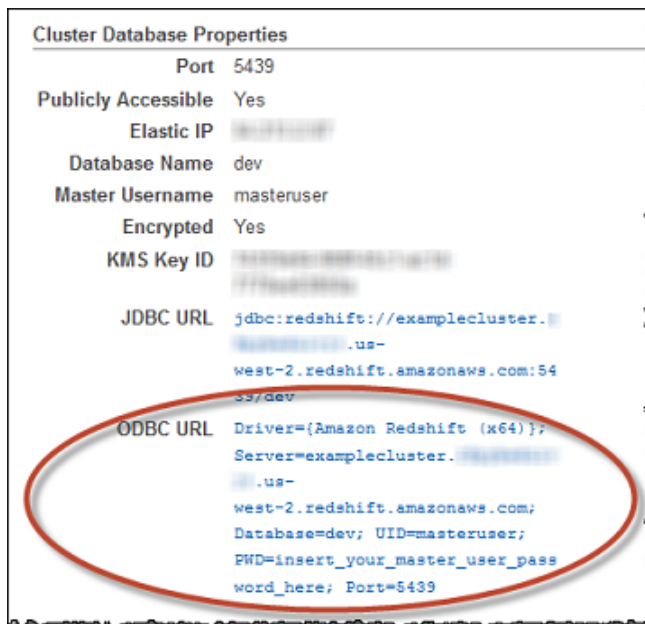 Cluster Database Properties
Port 5439
Publicly Accessible Yes
Elastic IP
Database Name dev
Master Username masteruser
Encrypted Yes
KMS Key ID
JDBC URL jdbc:redshift://examplecluster.
.us-
west-2.redshift.amazonaws.com:54
39/dev
ODBC URL Driver={Amazon Redshift (x64)};
Server=examplecluster.
.us-
west-2.redshift.amazonaws.com;
Database=dev; UID=masteruser;
PWD=insert_your_master_user_pass
word_here; Port=5439